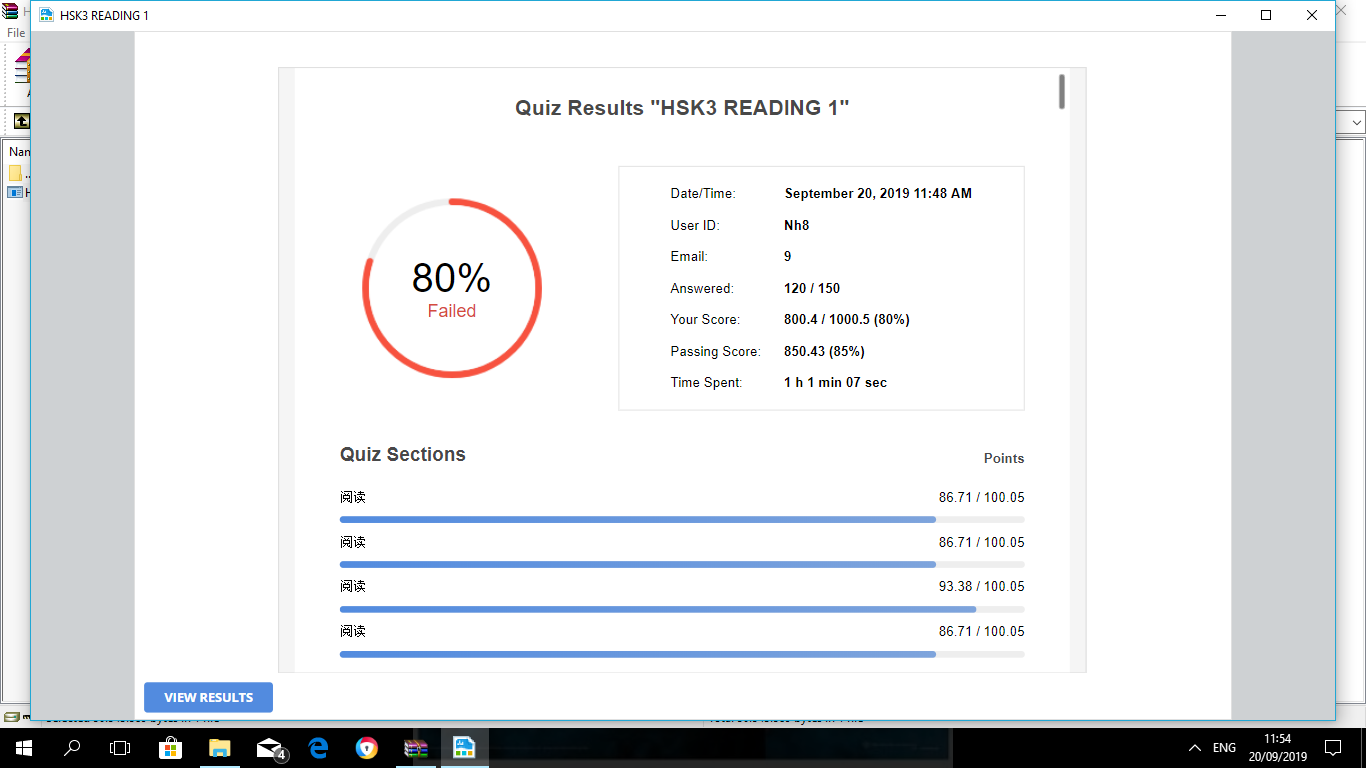 HSK3 READING 1
File
Nan
..
Quiz Results "HSK3 READING 1"
80%
Failed
Date/Time: September 20, 2019 11:48 AM
User ID: Nh8
Email: 9
Answered: 120 / 150
Your Score: 800.4 / 1000.5 (80%)
Passing Score: 850.43 (85%)
Time Spent: 1 h 1 min 07 sec
Quiz Sections Points
阅读 86.71 / 100.05
阅读 86.71 / 100.05
阅读 93.38 / 100.05
阅读 86.71 / 100.05
VIEW RESULTS
4
ENG
11:54
20/09/2019